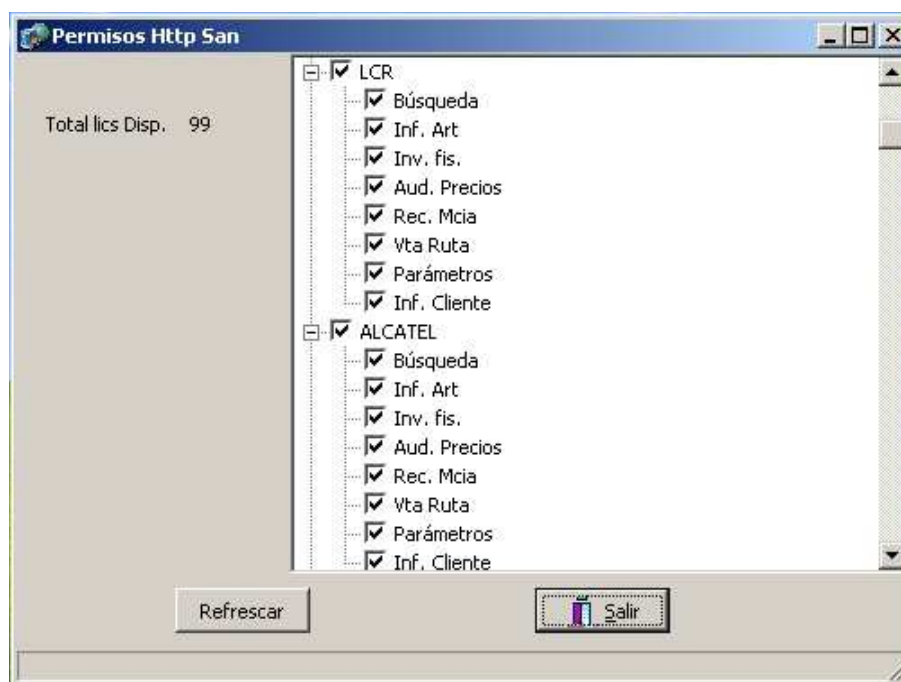 Permisos Http San
Total lics Disp. 99
LCR
Búsqueda
Inf. Art
Inv. fis.
Aud. Precios
Rec. Mcia
Vta Ruta
Parámetros
Inf. Cliente
ALCATEL
Búsqueda
Inf. Art
Inv. fis.
Aud. Precios
Rec. Mcia
Vta Ruta
Parámetros
Inf. Cliente
Refrescar
Salir